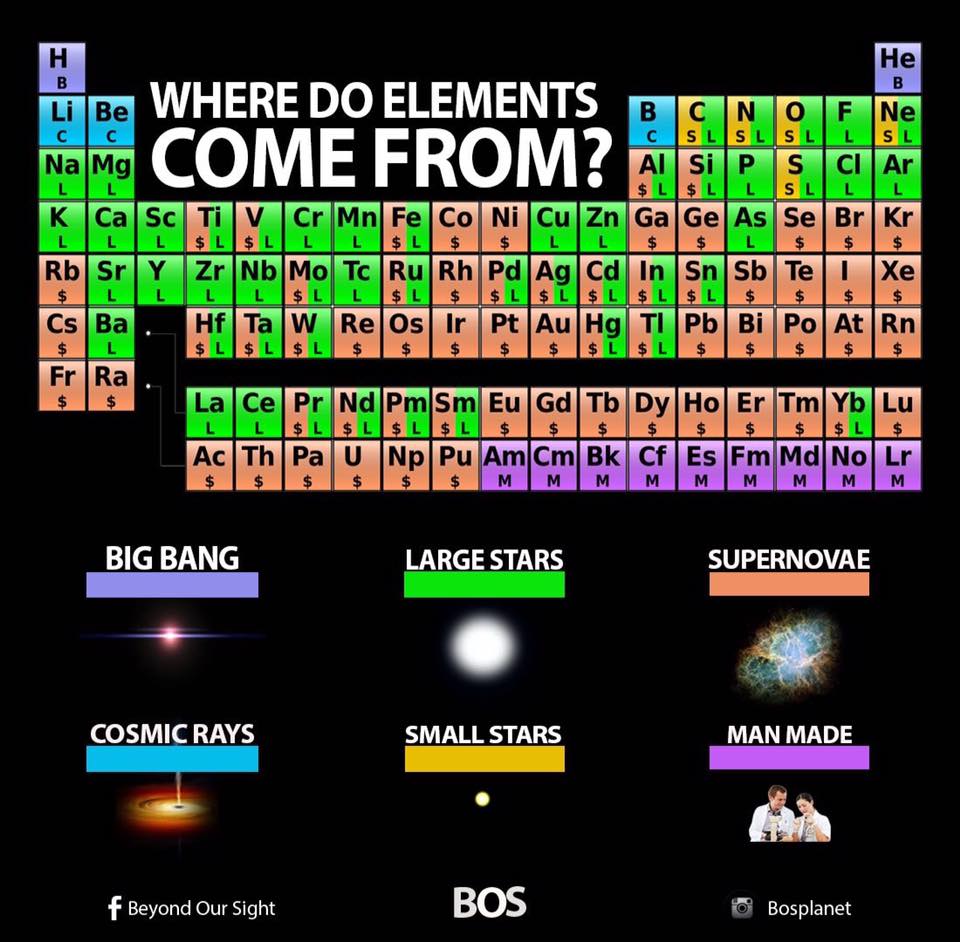 H He
B B
Li Be WHERE DO ELEMENTS B C N O F Ne
C C C S L S L S L L S L
Na Mg COME FROM? Al Si P S Cl Ar
L L $ L $ L L S L L L
K Ca Sc Ti V Cr Mn Fe Co Ni Cu Zn Ga Ge As Se Br Kr
L L L $ L $ L L L $ L $ $ L L $ $ L $ $ $
Rb Sr Y Zr Nb Mo Tc Ru Rh Pd Ag Cd In Sn Sb Te I Xe
$ L L L L $ L L $ L $ $ L $ L $ L $ L $ L $ $ $ $
Cs Ba Hf Ta W Re Os Ir Pt Au Hg Tl Pb Bi Po At Rn
$ L $ L $ L $ L $ $ $ $ $ $ L $ L $ $ $ $ $
Fr Ra
$ $
La Ce Pr Nd Pm Sm Eu Gd Tb Dy Ho Er Tm Yb Lu
L L $ L $ L $ L $ L $ $ $ $ $ $ $ $ L $
Ac Th Pa U Np Pu Am Cm Bk Cf Es Fm Md No Lr
$ $ $ $ $ $ M M M M M M M M M
BIG BANG LARGE STARS SUPERNOVAE
COSMIC RAYS SMALL STARS MAN MADE
f Beyond Our Sight BOS Bosplanet